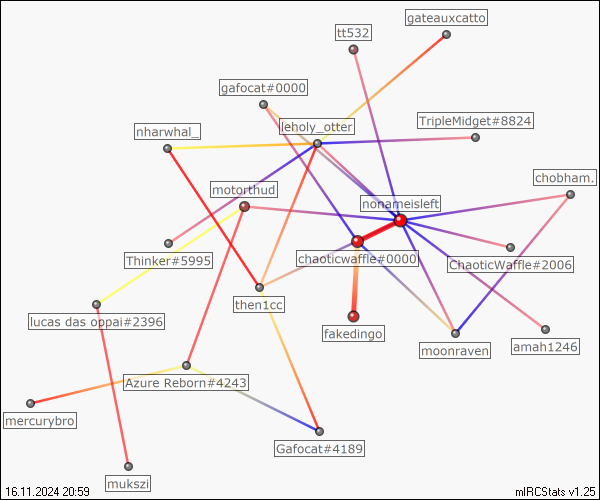 gateauxcatto
tt532
gafocat#0000
leholy_otter
TripleMidget#8824
nharwhal_
chobham.
motorthud
nonameisleft
Thinker#5995
chaoticwaffle#0000
ChaoticWaffle#2006
then1cc
lucas das oppai#2396
fakedingo
moonraven
amah1246
Azure Reborn#4243
mercurybro
Gafocat#4189
mukszi
16.11.2024 20:59
mIRCStats v1.25